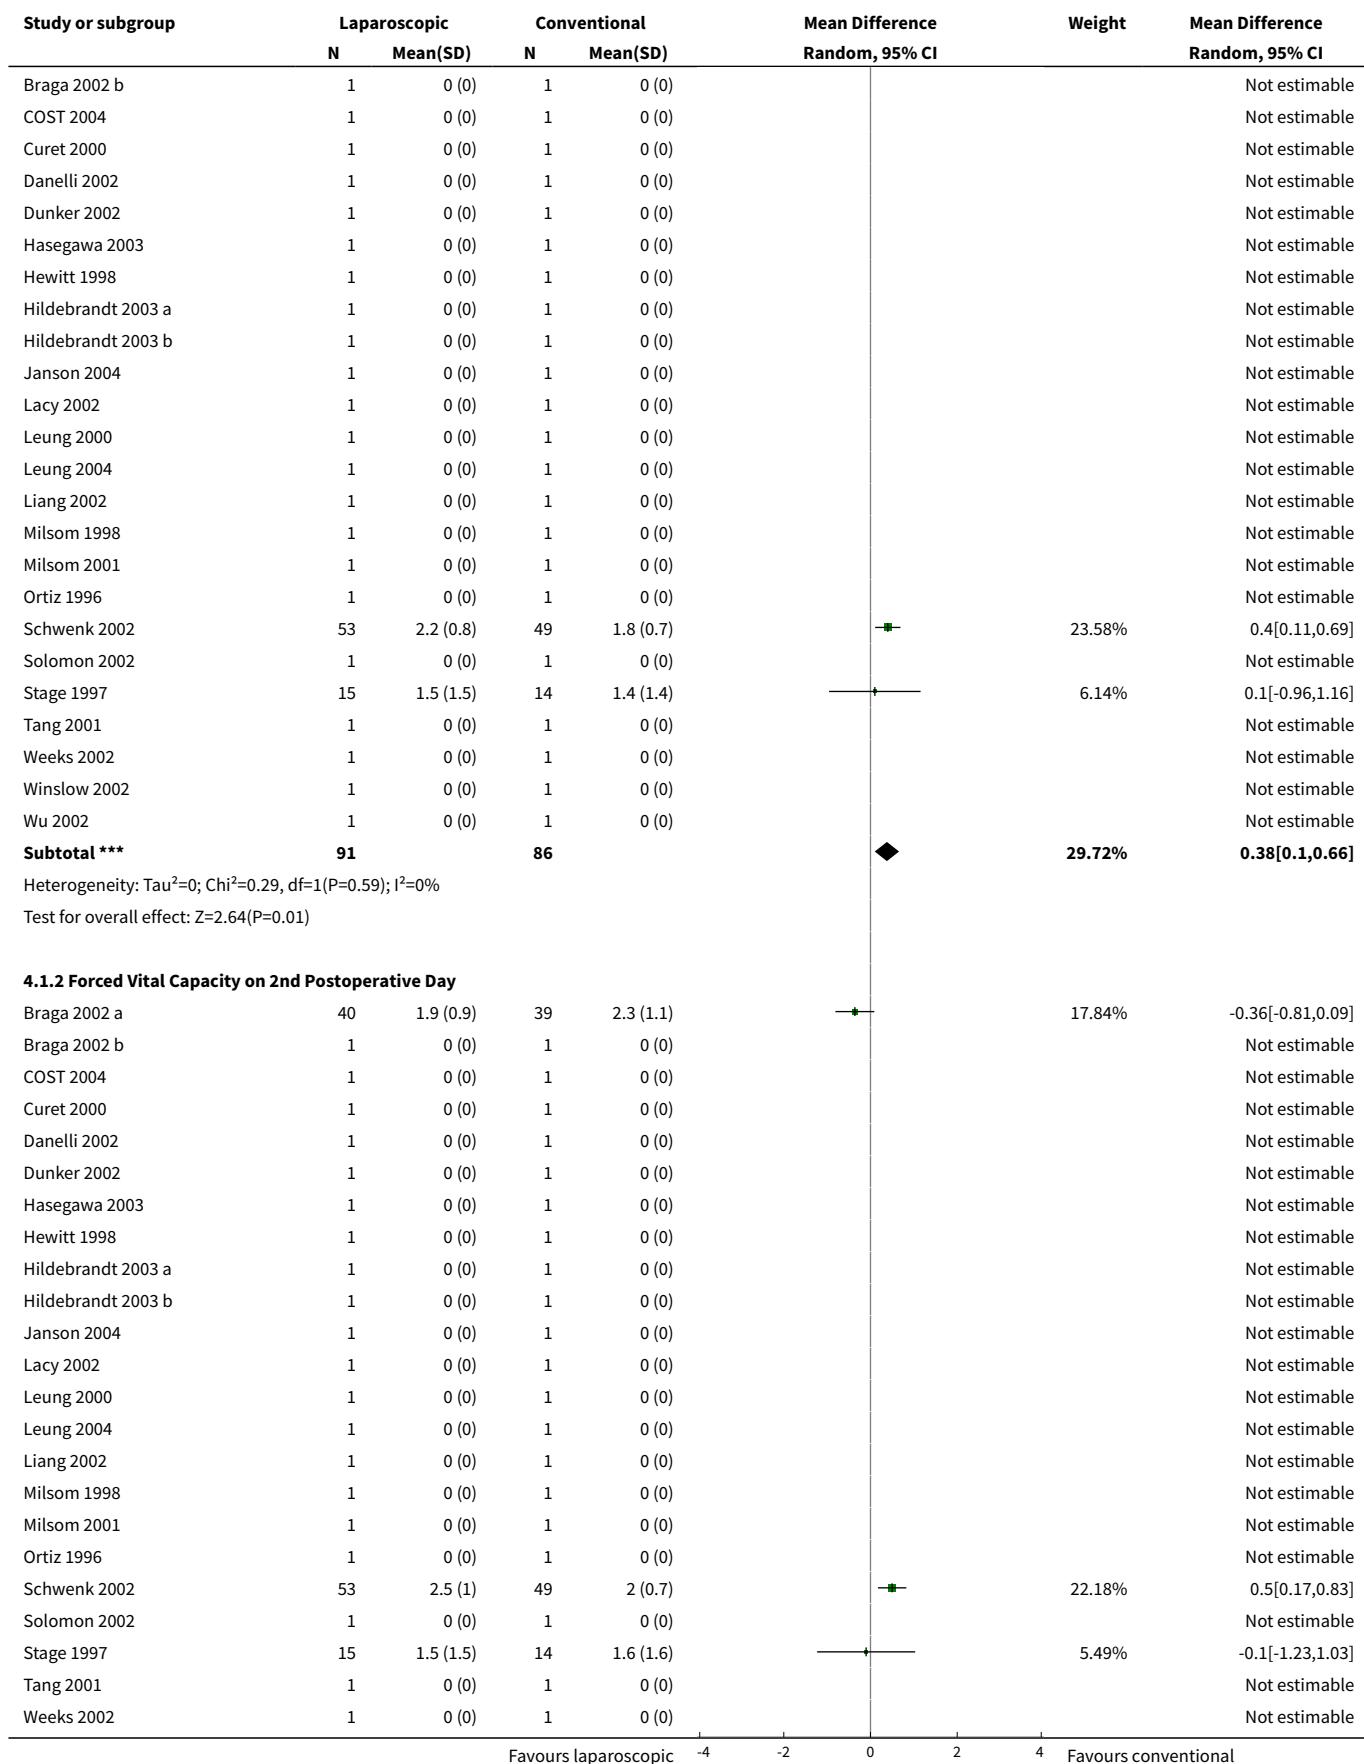 Study or subgroup Laparoscopic Conventional Mean Difference Weight Mean Difference
N Mean(SD) N Mean(SD) Random, 95% CI Random, 95% CI
Braga 2002 b 1 0 (0) 1 0 (0) Not estimable
COST 2004 1 0 (0) 1 0 (0) Not estimable
Curet 2000 1 0 (0) 1 0 (0) Not estimable
Danelli 2002 1 0 (0) 1 0 (0) Not estimable
Dunker 2002 1 0 (0) 1 0 (0) Not estimable
Hasegawa 2003 1 0 (0) 1 0 (0) Not estimable
Hewitt 1998 1 0 (0) 1 0 (0) Not estimable
Hildebrandt 2003 a 1 0 (0) 1 0 (0) Not estimable
Hildebrandt 2003 b 1 0 (0) 1 0 (0) Not estimable
Janson 2004 1 0 (0) 1 0 (0) Not estimable
Lacy 2002 1 0 (0) 1 0 (0) Not estimable
Leung 2000 1 0 (0) 1 0 (0) Not estimable
Leung 2004 1 0 (0) 1 0 (0) Not estimable
Liang 2002 1 0 (0) 1 0 (0) Not estimable
Milsom 1998 1 0 (0) 1 0 (0) Not estimable
Milsom 2001 1 0 (0) 1 0 (0) Not estimable
Ortiz 1996 1 0 (0) 1 0 (0) Not estimable
Schwenk 2002 53 2.2 (0.8) 49 1.8 (0.7) 23.58% 0.4[0.11,0.69]
Solomon 2002 1 0 (0) 1 0 (0) Not estimable
Stage 1997 15 1.5 (1.5) 14 1.4 (1.4) 6.14% 0.1[-0.96,1.16]
Tang 2001 1 0 (0) 1 0 (0) Not estimable
Weeks 2002 1 0 (0) 1 0 (0) Not estimable
Winslow 2002 1 0 (0) 1 0 (0) Not estimable
Wu 2002 1 0 (0) 1 0 (0) Not estimable
Subtotal *** 91 86 29.72% 0.38[0.1,0.66]
Heterogeneity: Tau²=0; Chi²=0.29, df=1(P=0.59); I²=0%
Test for overall effect: Z=2.64(P=0.01)
4.1.2 Forced Vital Capacity on 2nd Postoperative Day
Braga 2002 a 40 1.9 (0.9) 39 2.3 (1.1) 17.84% -0.36[-0.81,0.09]
Braga 2002 b 1 0 (0) 1 0 (0) Not estimable
COST 2004 1 0 (0) 1 0 (0) Not estimable
Curet 2000 1 0 (0) 1 0 (0) Not estimable
Danelli 2002 1 0 (0) 1 0 (0) Not estimable
Dunker 2002 1 0 (0) 1 0 (0) Not estimable
Hasegawa 2003 1 0 (0) 1 0 (0) Not estimable
Hewitt 1998 1 0 (0) 1 0 (0) Not estimable
Hildebrandt 2003 a 1 0 (0) 1 0 (0) Not estimable
Hildebrandt 2003 b 1 0 (0) 1 0 (0) Not estimable
Janson 2004 1 0 (0) 1 0 (0) Not estimable
Lacy 2002 1 0 (0) 1 0 (0) Not estimable
Leung 2000 1 0 (0) 1 0 (0) Not estimable
Leung 2004 1 0 (0) 1 0 (0) Not estimable
Liang 2002 1 0 (0) 1 0 (0) Not estimable
Milsom 1998 1 0 (0) 1 0 (0) Not estimable
Milsom 2001 1 0 (0) 1 0 (0) Not estimable
Ortiz 1996 1 0 (0) 1 0 (0) Not estimable
Schwenk 2002 53 2.5 (1) 49 2 (0.7) 22.18% 0.5[0.17,0.83]
Solomon 2002 1 0 (0) 1 0 (0) Not estimable
Stage 1997 15 1.5 (1.5) 14 1.6 (1.6) 5.49% -0.1[-1.23,1.03]
Tang 2001 1 0 (0) 1 0 (0) Not estimable
Weeks 2002 1 0 (0) 1 0 (0) Not estimable
Favours laparoscopic -4 -2 0 2 4 Favours conventional